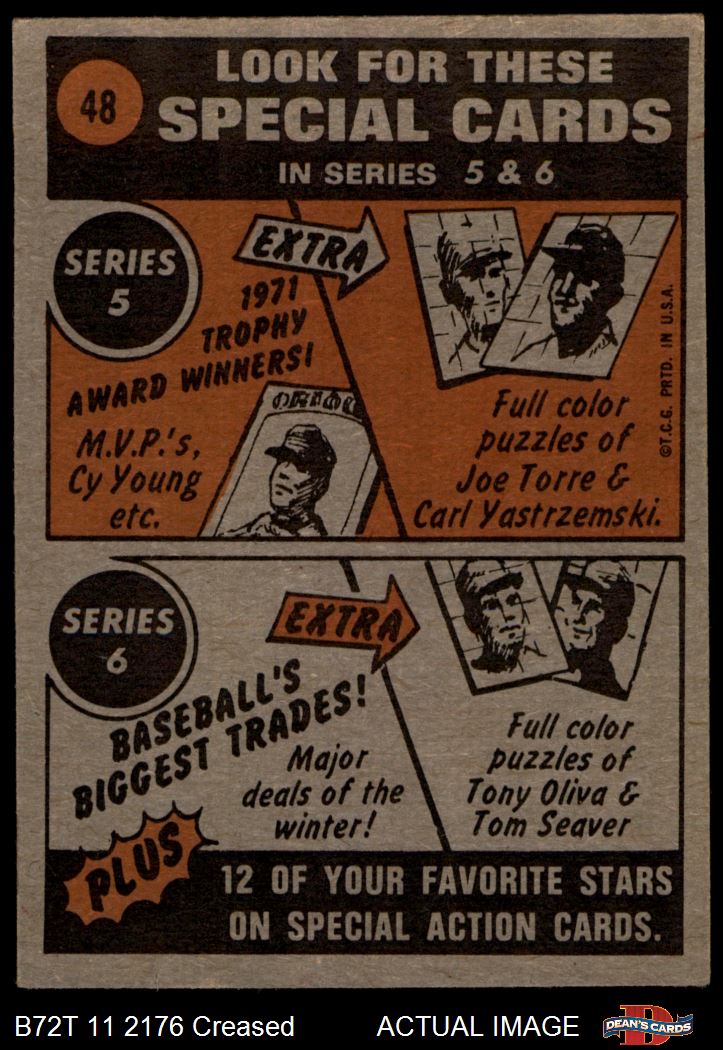 48
LOOK FOR THESE
SPECIAL CARDS
IN SERIES 5 & 6
SERIES
5
EXTRA
1971
TROPHY
AWARD WINNERS!
M.V.P.'s,
Cy Young
etc.
Full color
puzzles of
Joe Torre &
Carl Yastrzemski.
©T.C.G. PRTD. IN U.S.A.
SERIES
6
EXTRA
BASEBALL'S
BIGGEST TRADES!
Major
deals of the
winter!
Full color
puzzles of
Tony Oliva &
Tom Seaver
PLUS
12 OF YOUR FAVORITE STARS
ON SPECIAL ACTION CARDS.
B72T 11 2176 Creased
ACTUAL IMAGE
D
DEAN'S CARDS